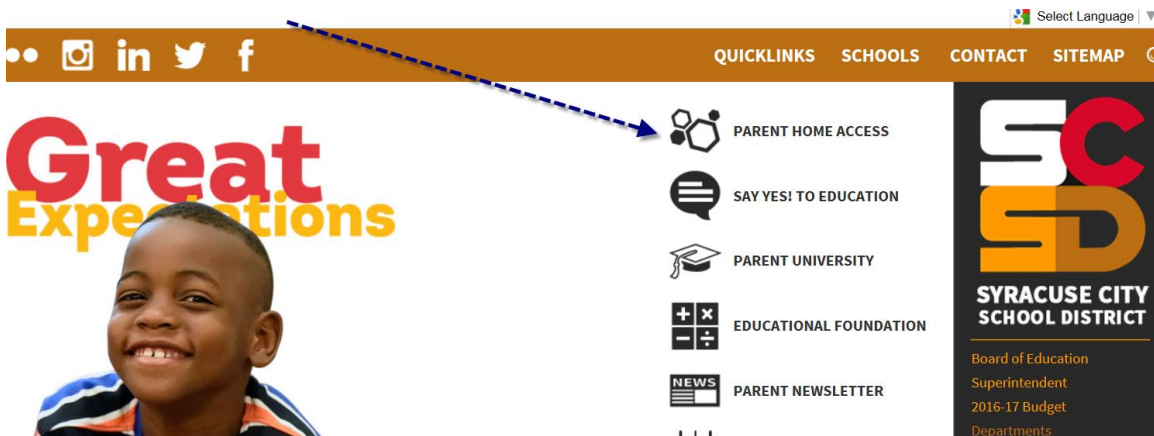 Select Language
QUICKLINKS SCHOOLS CONTACT SITEMAP
Great
Expectations
PARENT HOME ACCESS
SAY YES! TO EDUCATION
PARENT UNIVERSITY
EDUCATIONAL FOUNDATION
NEWS
PARENT NEWSLETTER
SC
SD
SYRACUSE CITY
SCHOOL DISTRICT
Board of Education
Superintendent
2016-17 Budget
Departments